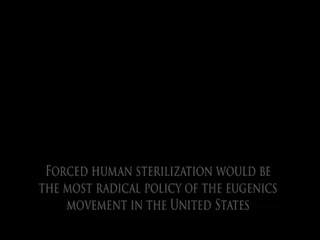 Forced human sterilization would be
the most radical policy of the eugenics
movement in the United States